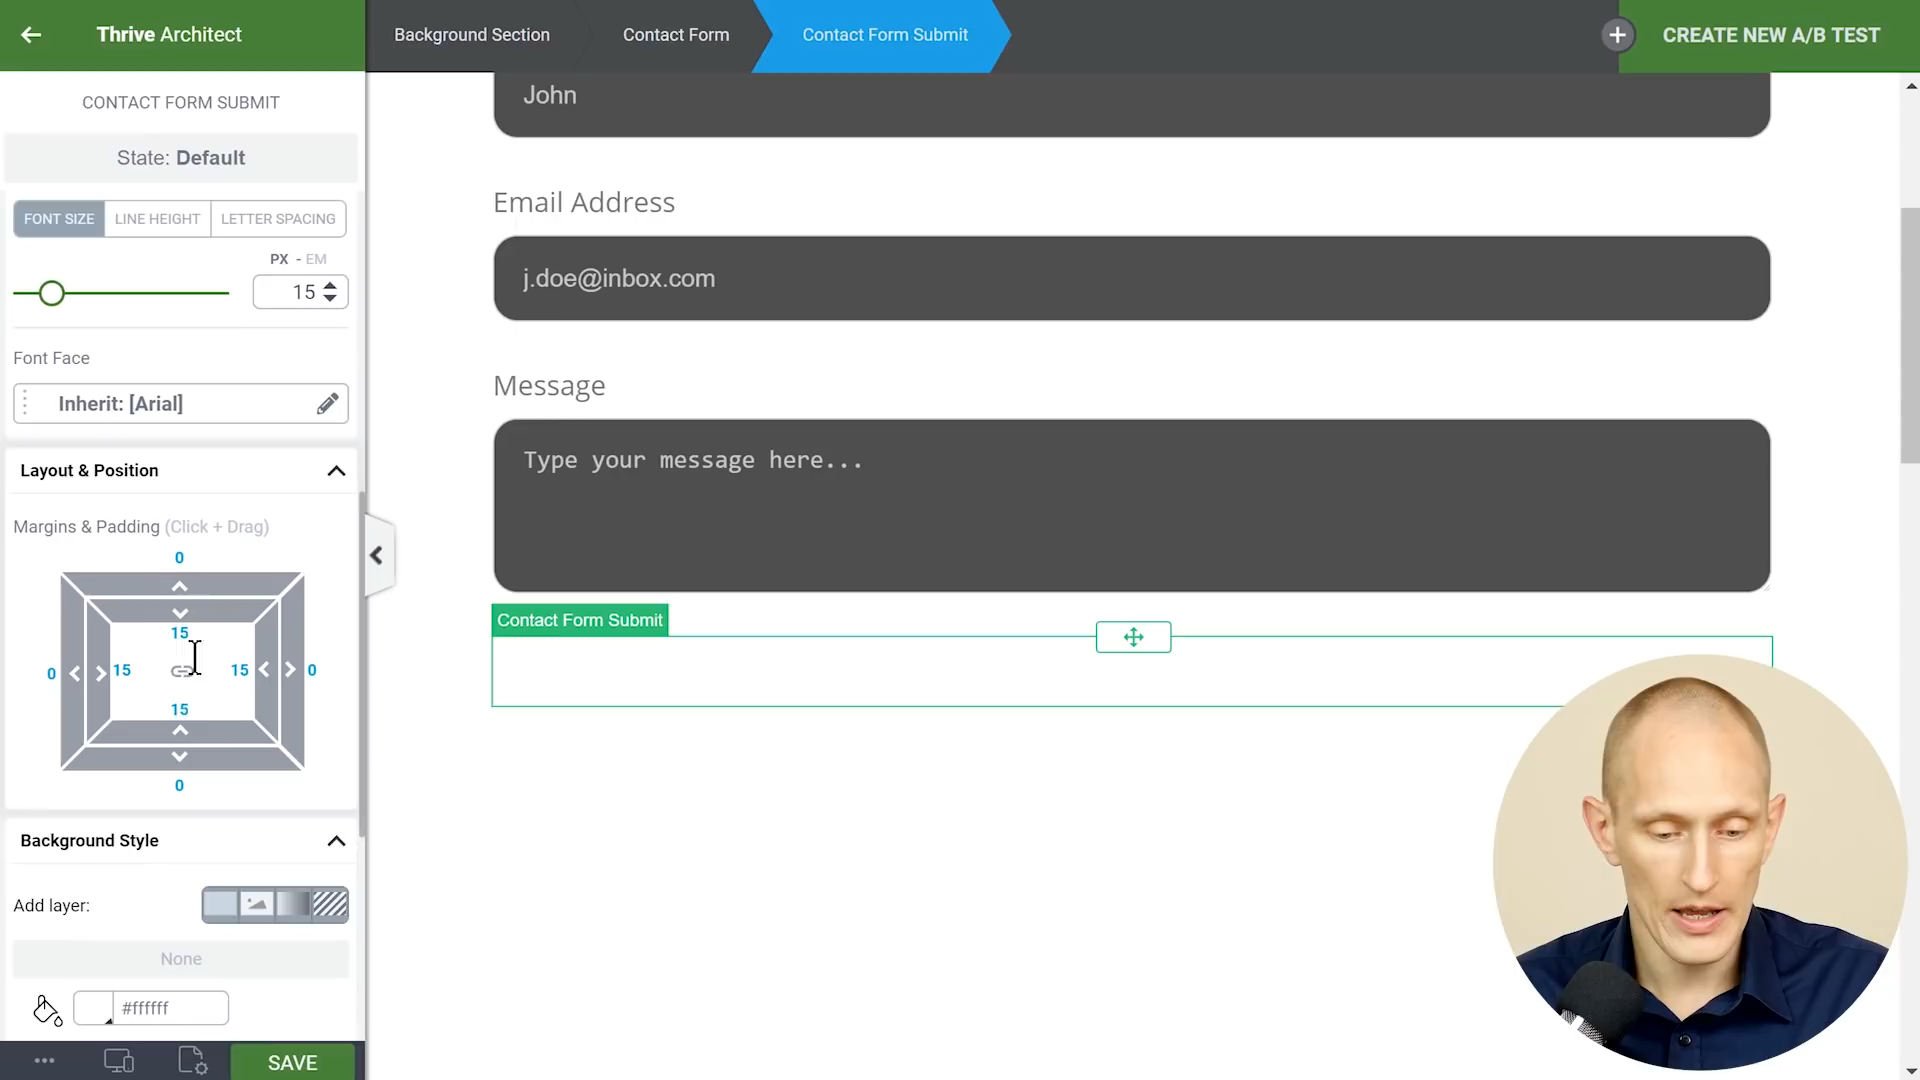 Thrive Architect
Background Section
Contact Form
Contact Form Submit
CREATE NEW A/B TEST
CONTACT FORM SUBMIT
State: Default
FONT SIZE
LINE HEIGHT
LETTER SPACING
PX - EM
15
Font Face
Inherit: [Arial]
Layout & Position
Margins & Padding (Click + Drag)
0
15
0
15
15
0
15
0
Background Style
Add layer:
None
#ffffff
SAVE
John
Email Address
j.doe@inbox.com
Message
Type your message here...
Contact Form Submit